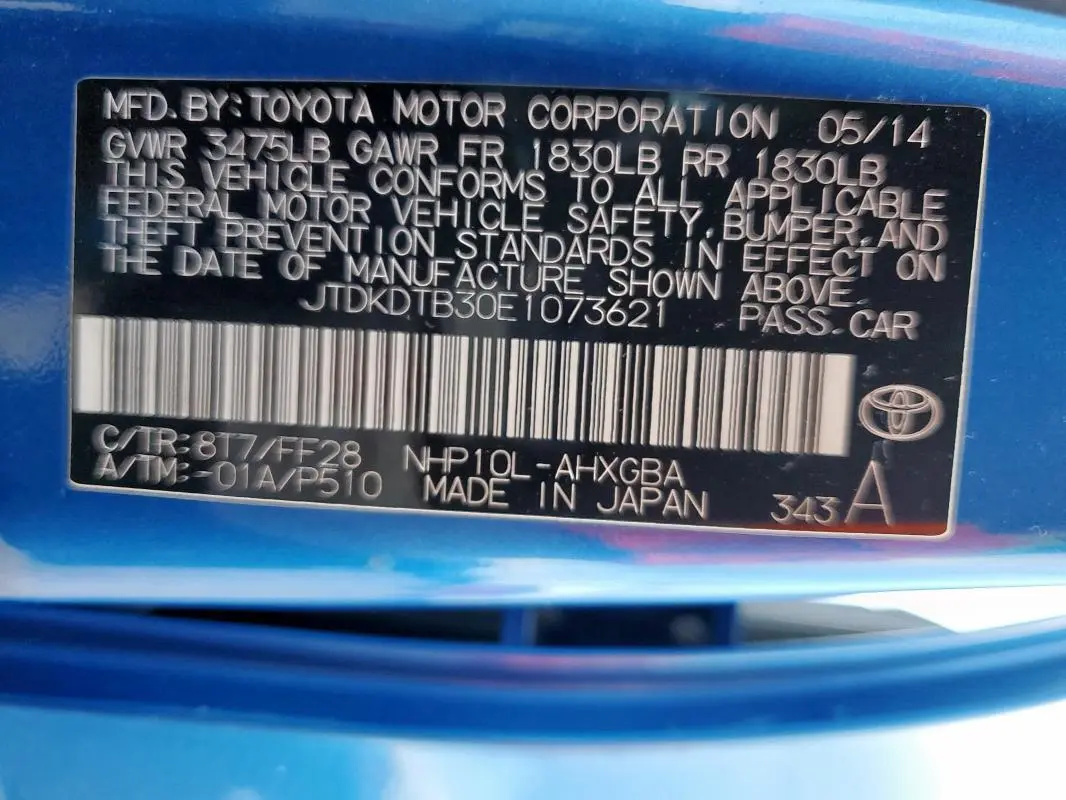 MFD.BY:TOYOTA MOTOR CORPORATION 05/14
GVWR 3475LB GAWR FR 1830LB RR 1830LB
THIS VEHICLE CONFORMS TO ALL APPLICABLE
FEDERAL MOTOR VEHICLE SAFETY,BUMPER,AND
THEFT PREVENTION STANDARDS IN EFFECT ON
THE DATE OF MANUFACTURE SHOWN ABOVE.
JTDKDTB30E1073621 PASS.CAR
C/TR:8T7/FF28 NHP10L-AHXGBA
A/TM:-01A/P510 MADE IN JAPAN 343 A